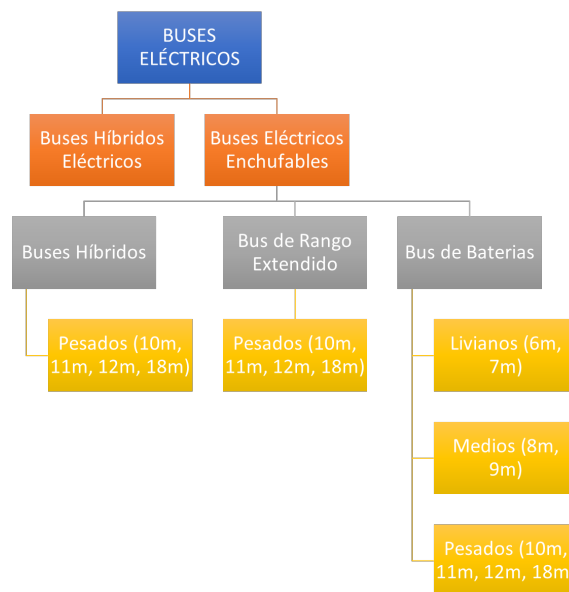 BUSES
ELÉCTRICOS
Buses Híbridos
Eléctricos
Buses Eléctricos
Enchufables
Buses Híbridos
Bus de Rango
Extendido
Bus de Baterias
Pesados (10m,
11m, 12m, 18m)
Pesados (10m,
11m, 12m, 18m)
Livianos (6m,
7m)
Medios (8m,
9m)
Pesados (10m,
11m, 12m, 18m